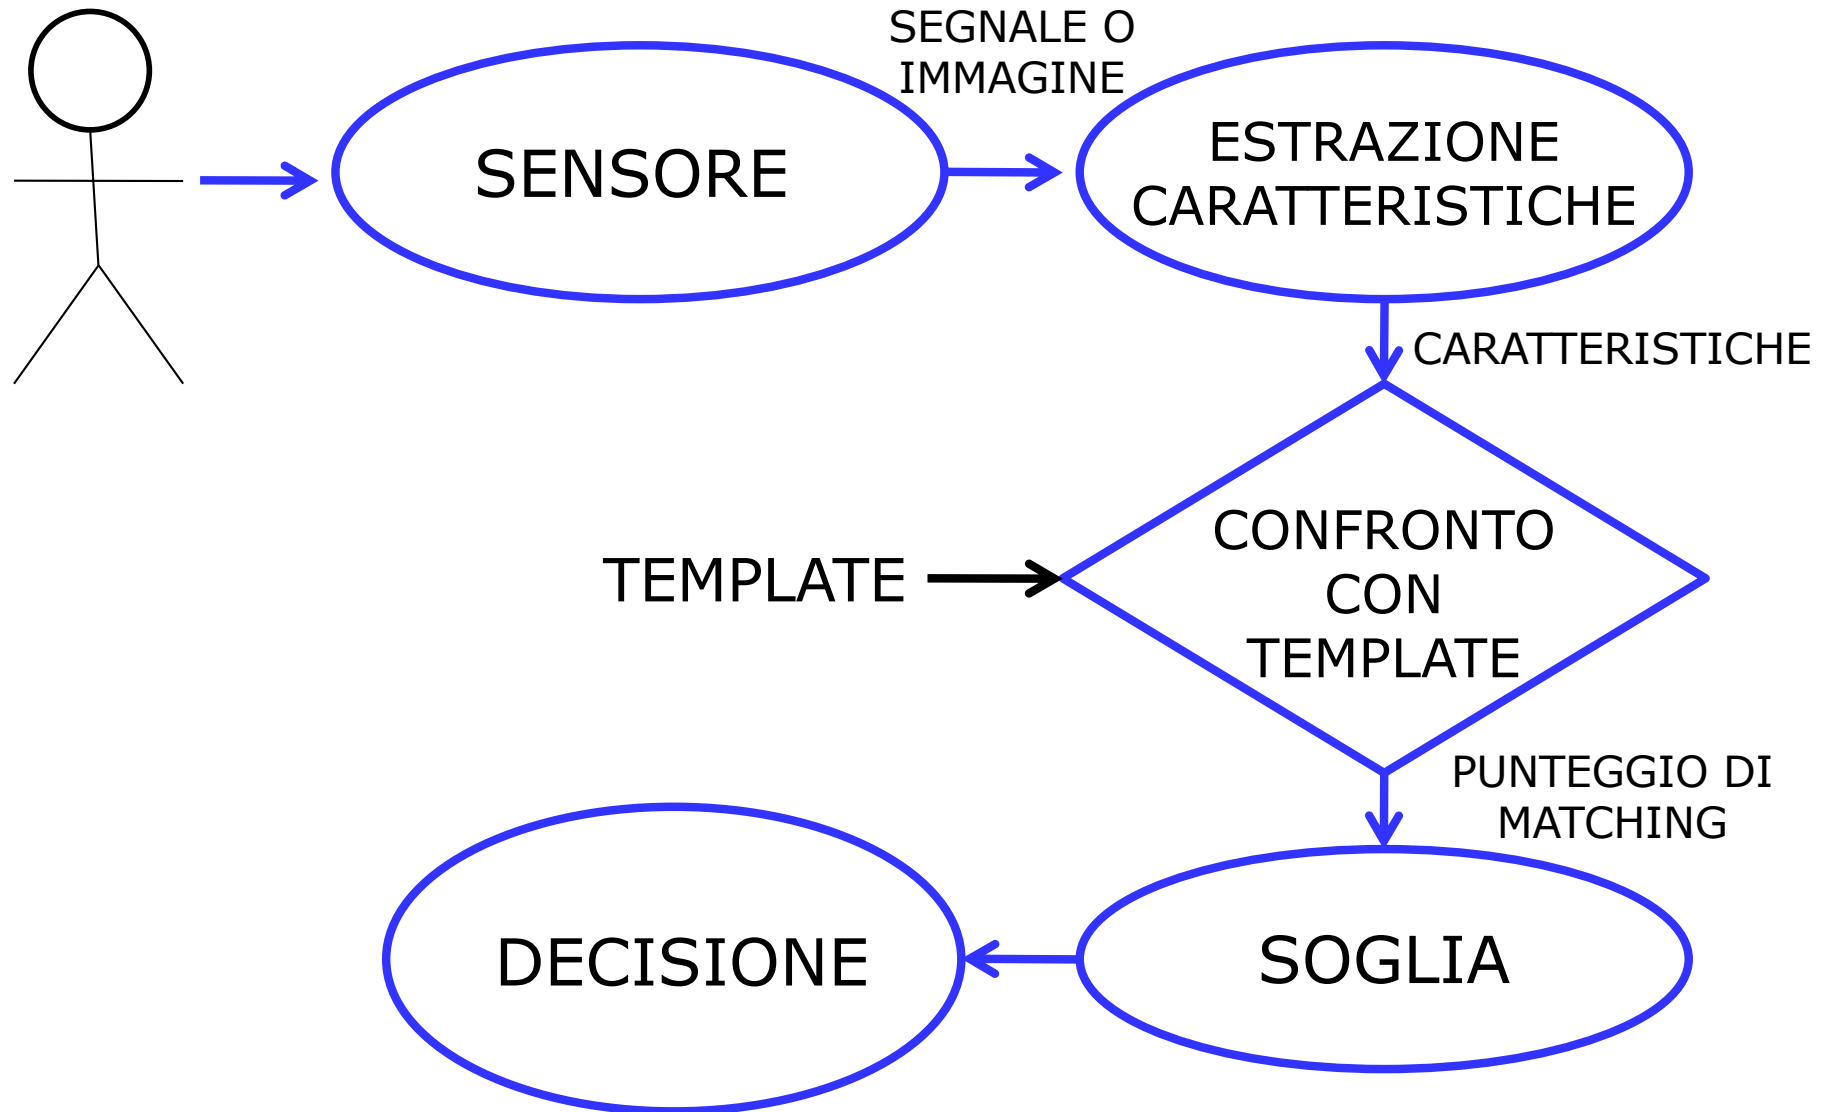 SEGNALE O
IMMAGINE
SENSORE
ESTRAZIONE
CARATTERISTICHE
CARATTERISTICHE
CONFRONTO
CON
TEMPLATE
TEMPLATE
PUNTEGGIO DI
MATCHING
SOGLIA
DECISIONE